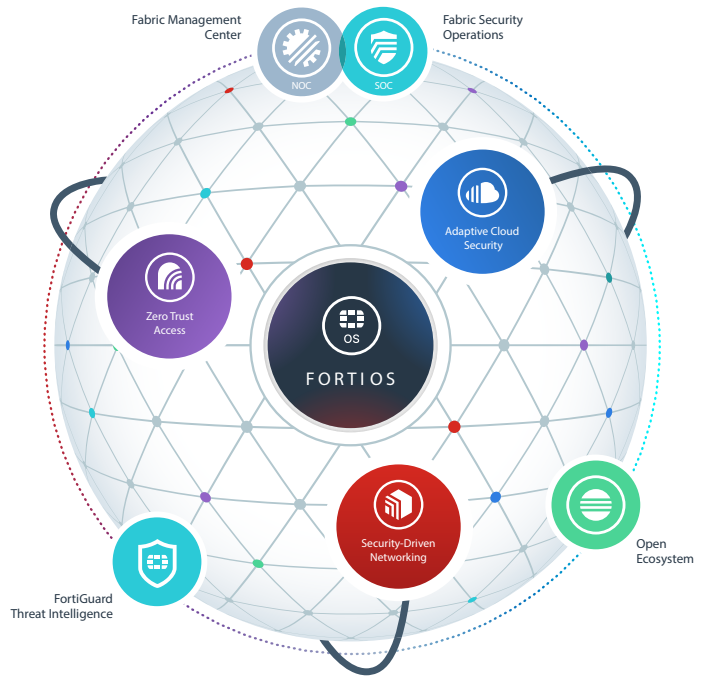 Fabric Management
Center
Fabric Security
Operations
NOC
SOC
Adaptive Cloud
Security
Zero Trust
Access
OS
FORTIOS
Security-Driven
Networking
Open
Ecosystem
FortiGuard
Threat Intelligence